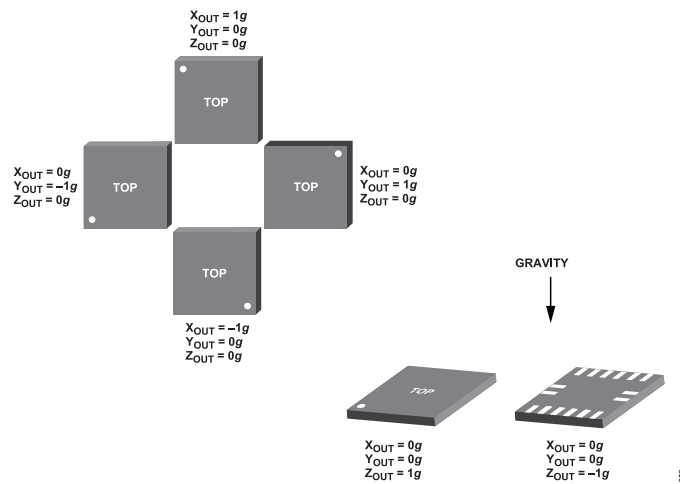 XOUT = 1g
YOUT = 0g
ZOUT = 0g
TOP
XOUT = 0g
YOUT = –1g
ZOUT = 0g
TOP
TOP
XOUT = 0g
YOUT = 1g
ZOUT = 0g
TOP
XOUT = –1g
YOUT = 0g
ZOUT = 0g
GRAVITY
TOP
XOUT = 0g
YOUT = 0g
ZOUT = 1g
XOUT = 0g
YOUT = 0g
ZOUT = –1g